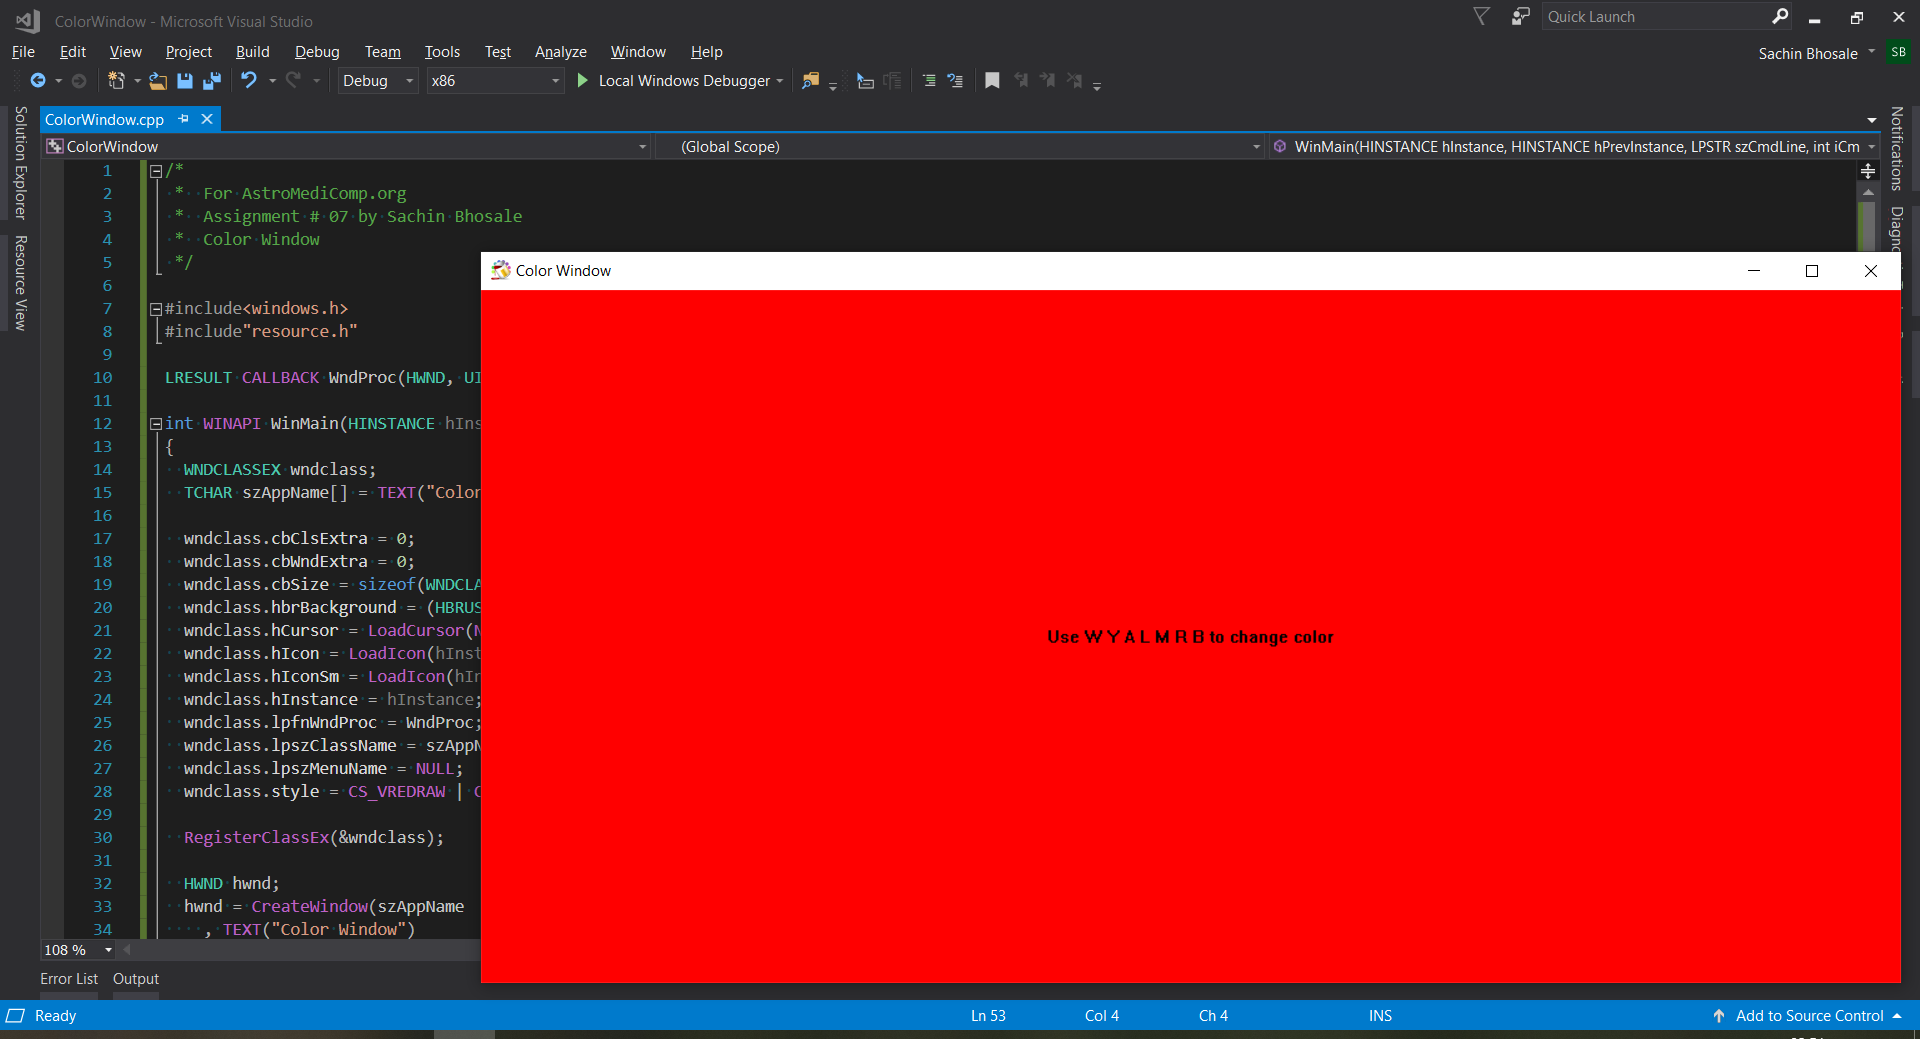 ColorWindow - Microsoft Visual Studio
Quick Launch
File Edit View Project Build Debug Team Tools Test Analyze Window Help
Sachin Bhosale SB
Debug x86 Local Windows Debugger
Solution Explorer
Resource View
Notifications
ColorWindow.cpp
ColorWindow (Global Scope) WinMain(HINSTANCE hInstance, HINSTANCE hPrevInstance, LPSTR szCmdLine, int iCm
1 /*
2 * For AstroMediComp.org
3 * Assignment # 07 by Sachin Bhosale
4 * Color Window
5 */
6
7 #include<windows.h>
8 #include"resource.h"
9
10 LRESULT CALLBACK WndProc(HWND, UI
11
12 int WINAPI WinMain(HINSTANCE hIns
13 {
14 WNDCLASSEX wndclass;
15 TCHAR szAppName[] = TEXT("Color
16
17 wndclass.cbClsExtra = 0;
18 wndclass.cbWndExtra = 0;
19 wndclass.cbSize = sizeof(WNDCLA
20 wndclass.hbrBackground = (HBRUS
21 wndclass.hCursor = LoadCursor(N
22 wndclass.hIcon = LoadIcon(hInst
23 wndclass.hIconSm = LoadIcon(hIn
24 wndclass.hInstance = hInstance;
25 wndclass.lpfnWndProc = WndProc;
26 wndclass.lpszClassName = szAppN
27 wndclass.lpszMenuName = NULL;
28 wndclass.style = CS_VREDRAW | C
29
30 RegisterClassEx(&wndclass);
31
32 HWND hwnd;
33 hwnd = CreateWindow(szAppName
34 , TEXT("Color Window")
Color Window
Use W Y A L M R B to change color
108 %
Error List Output
Ready Ln 53 Col 4 Ch 4 INS Add to Source Control